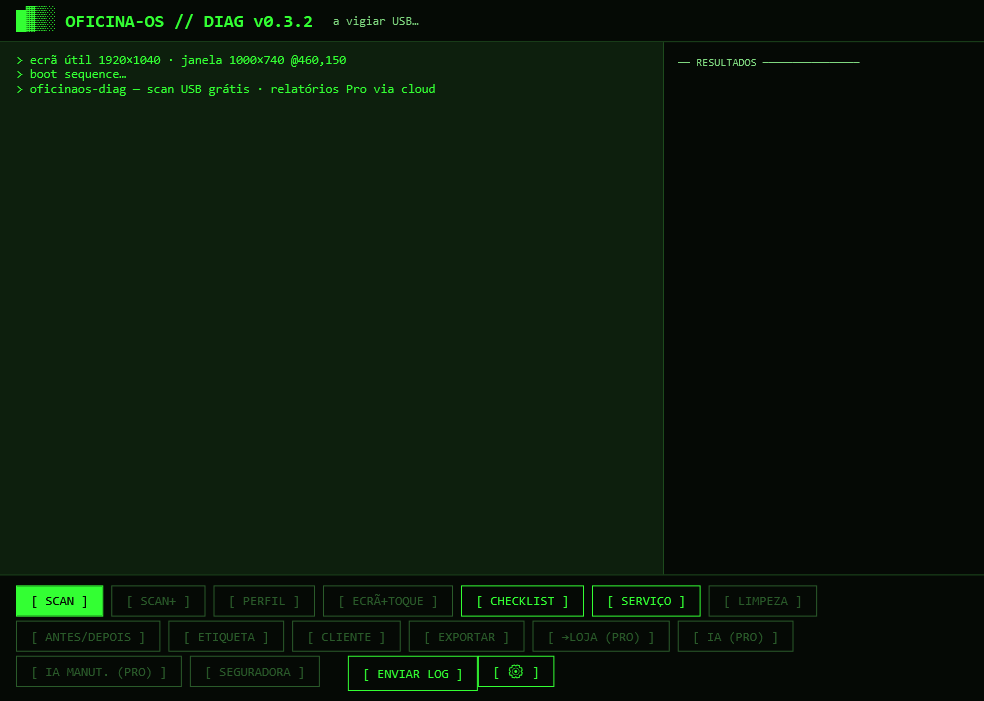 OFICINA-OS // DIAG v0.3.2 a vigiar USB…
> ecrã útil 1920×1040 · janela 1000×740 @460,150
> boot sequence…
> oficinaos-diag — scan USB grátis · relatórios Pro via cloud
── RESULTADOS ────────────────
[ SCAN ] [ SCAN+ ] [ PERFIL ] [ ECRÃ+TOQUE ] [ CHECKLIST ] [ SERVIÇO ] [ LIMPEZA ]
[ ANTES/DEPOIS ] [ ETIQUETA ] [ CLIENTE ] [ EXPORTAR ] [ →LOJA (PRO) ] [ IA (PRO) ]
[ IA MANUT. (PRO) ] [ SEGURADORA ] [ ENVIAR LOG ] [ ⚙ ]